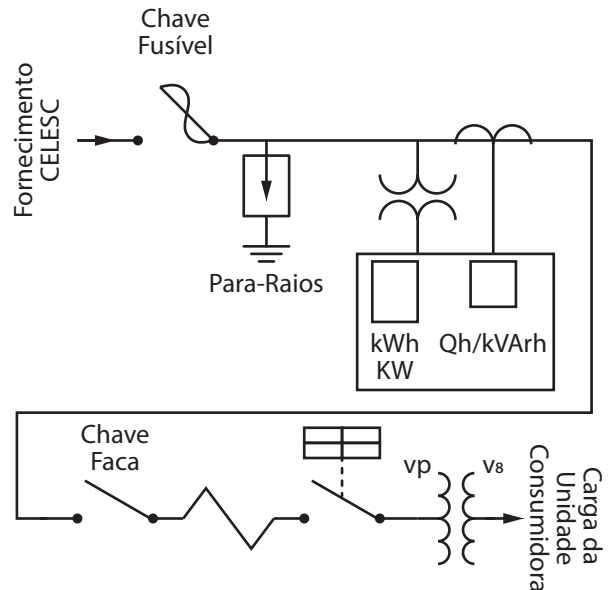 Chave
Fusível
Fornecimento
CELESC
Para-Raios
kWh
KW
Qh/kVArh
Chave
Faca
vp
v₈
Carga da
Unidade
Consumidora